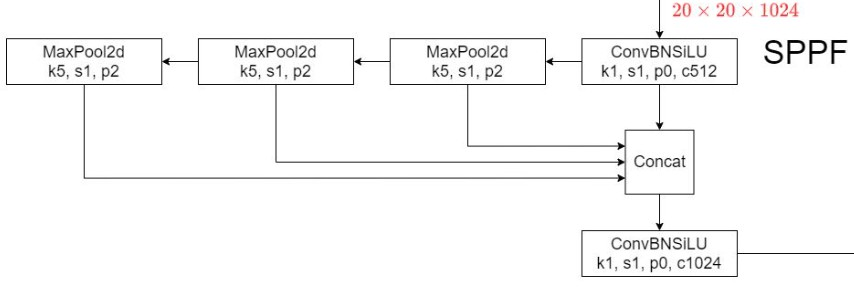 20 × 20 × 1024
SPPF
MaxPool2d
k5, s1, p2
MaxPool2d
k5, s1, p2
MaxPool2d
k5, s1, p2
ConvBNSiLU
k1, s1, p0, c512
Concat
ConvBNSiLU
k1, s1, p0, c1024